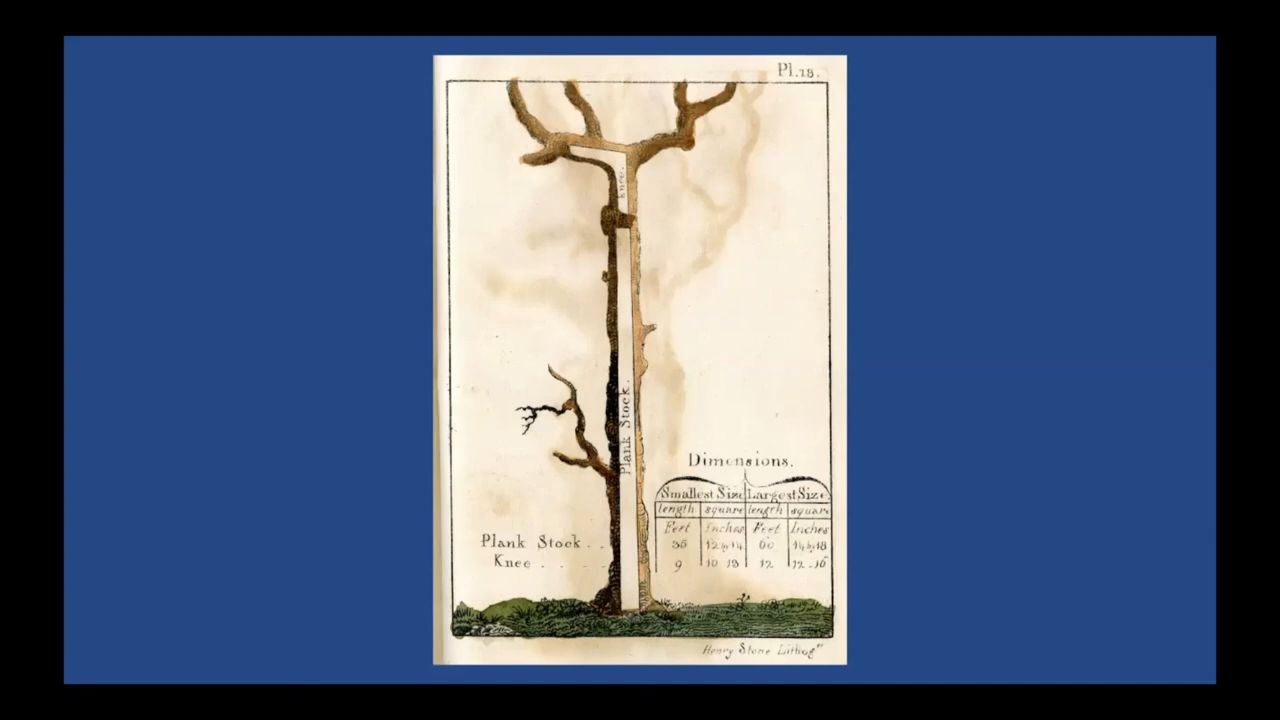 Pl.18.
Knee.
Plank Stock.
Dimensions.
Smallest Size Largest Size
length square length square
Feet Inches Feet Inches
Plank Stock . . 35 12 by 14 60 14 by 18
Knee . . . . 9 10 13 12 12 - 16
Henry Stone Lithogr